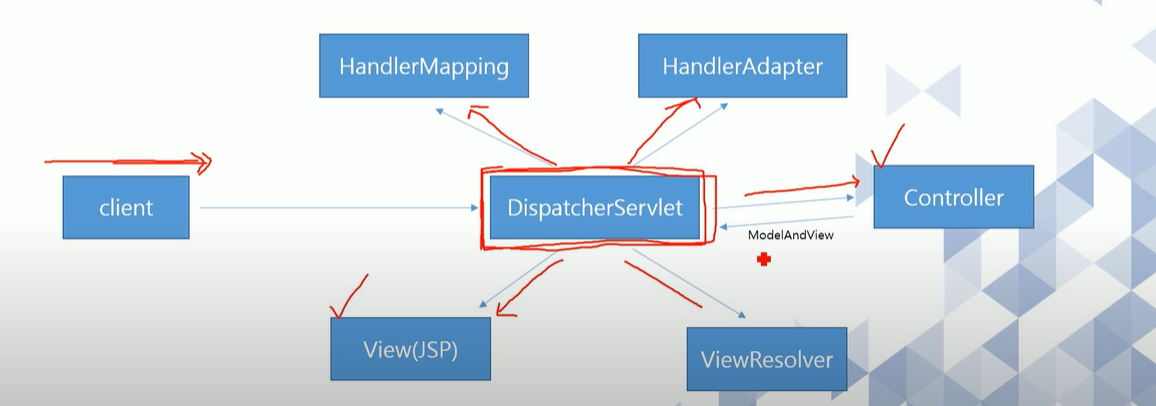 HandlerMapping
HandlerAdapter
client
DispatcherServlet
Controller
ModelAndView
View(JSP)
ViewResolver